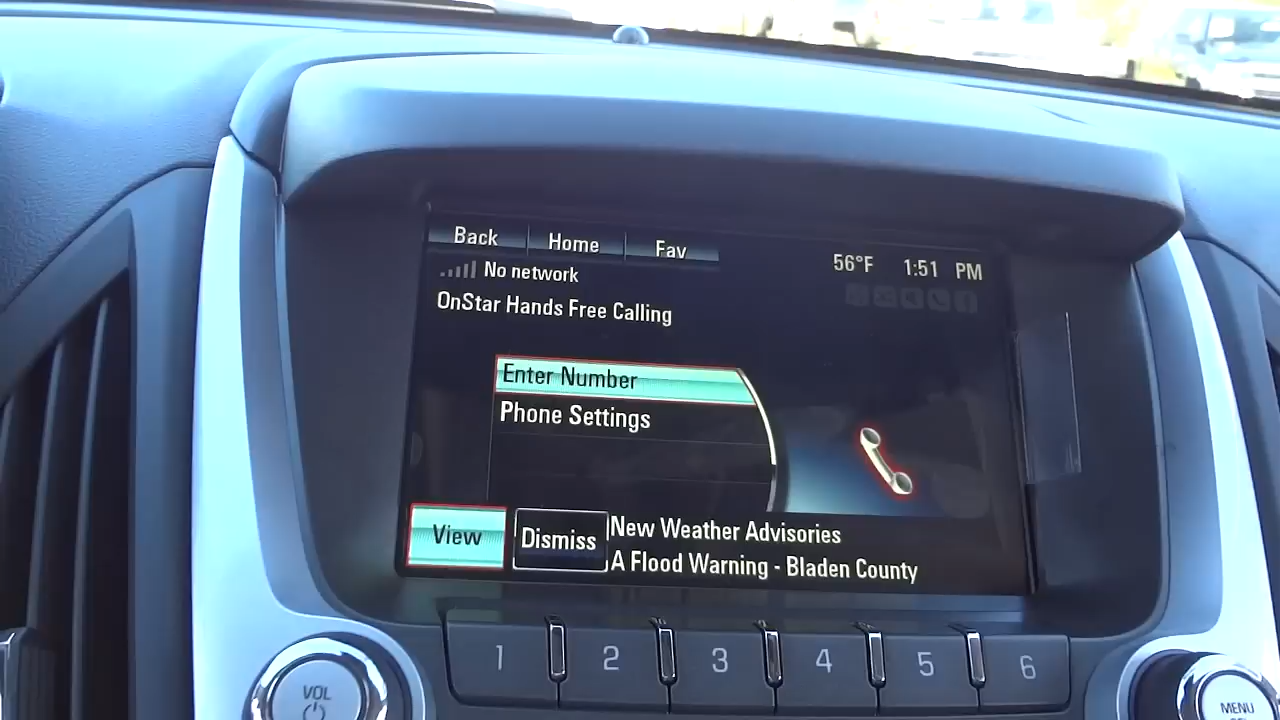 Back Home Fav
56°F 1:51 PM
No network
OnStar Hands Free Calling
Enter Number
Phone Settings
View Dismiss New Weather Advisories
A Flood Warning - Bladen County
1 2 3 4 5 6
VOL
MENU